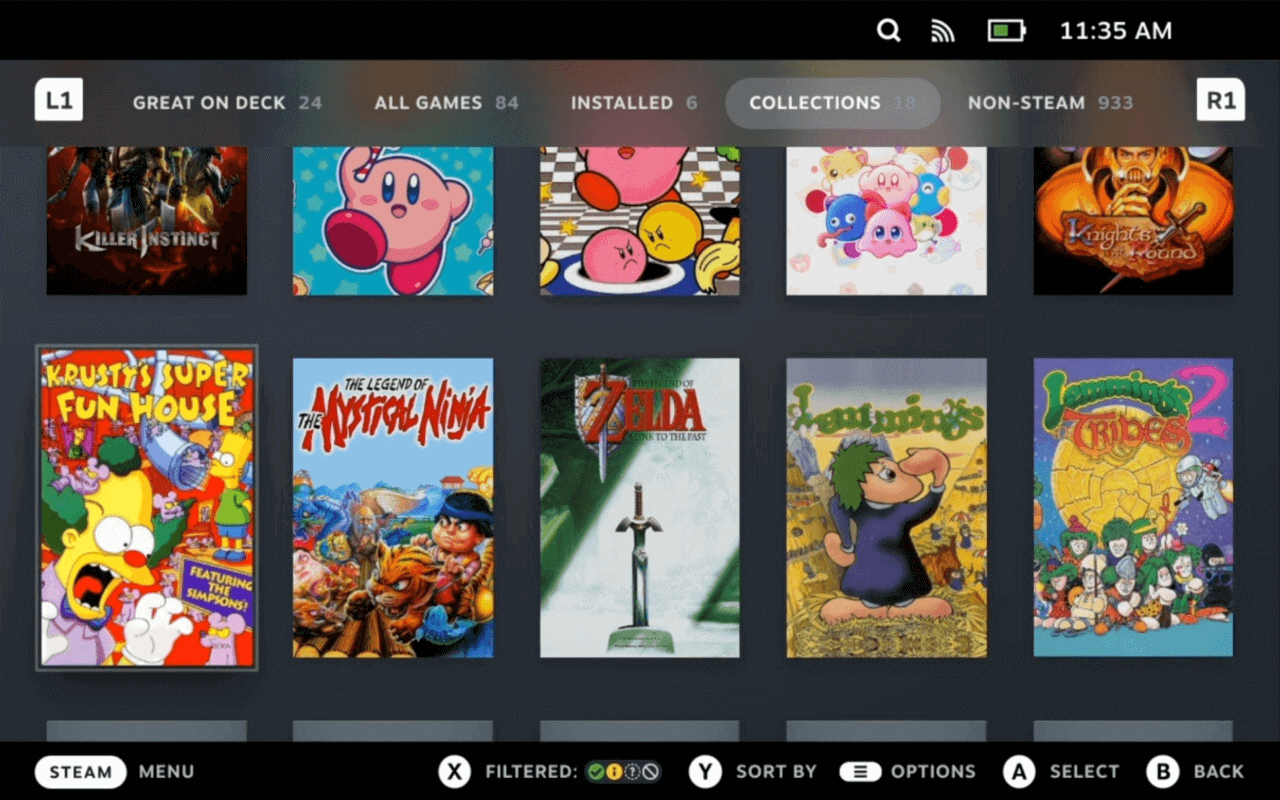 11:35 AM
L1 GREAT ON DECK 24 ALL GAMES 84 INSTALLED 6 COLLECTIONS 18 NON-STEAM 933 R1
KILLER INSTINCT
Knights of the Round
KRUSTY'S SUPER
FUN HOUSE
FEATURING
THE
SIMPSONS!
THE LEGEND OF
THE MYSTICAL NINJA
THE LEGEND OF
ZELDA
A LINK TO THE PAST
Lemmings
Lemmings 2
TRIBES
STEAM MENU X FILTERED: Y SORT BY OPTIONS A SELECT B BACK